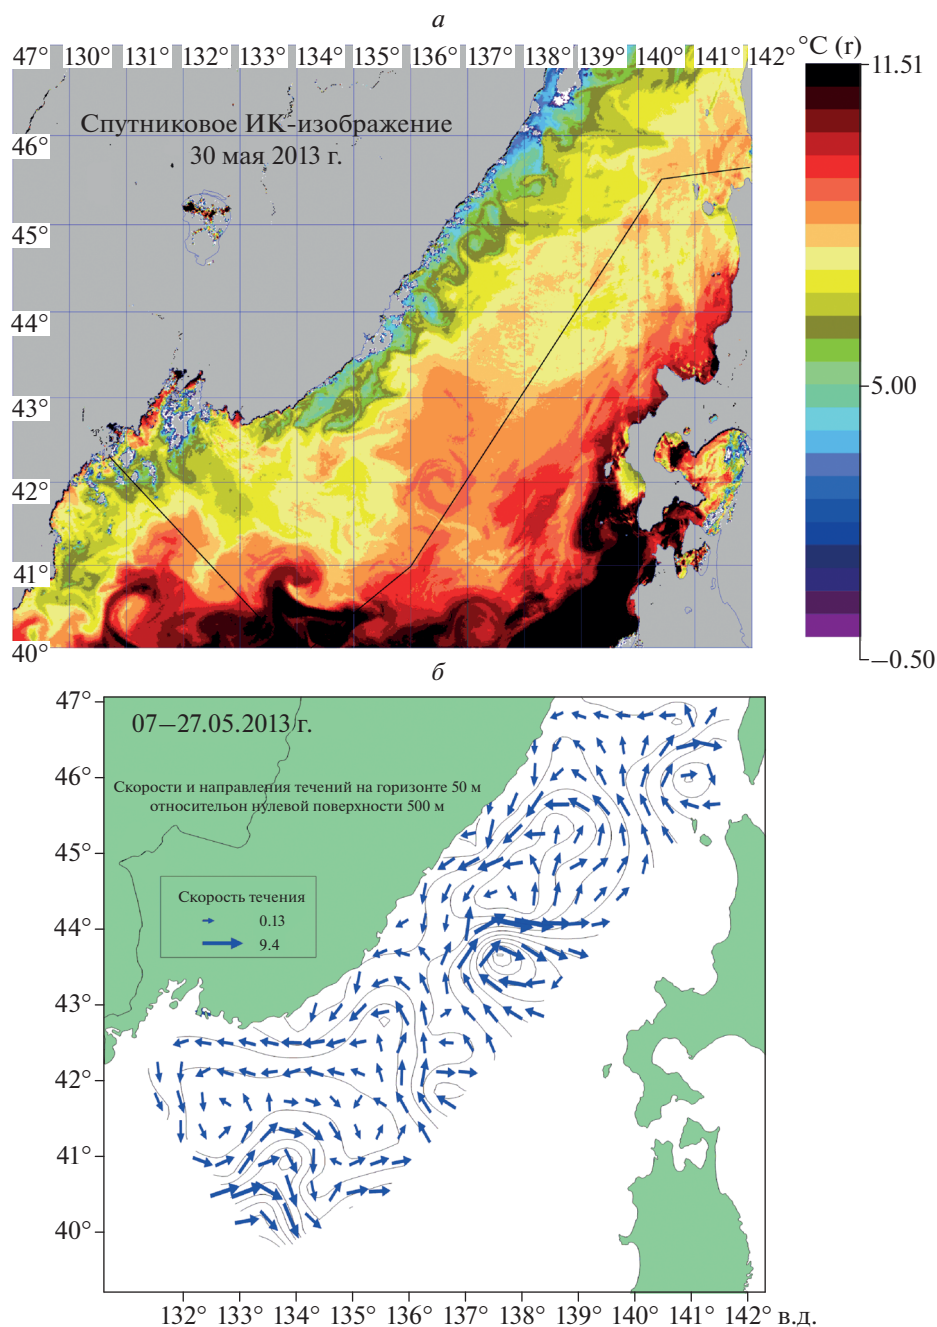 а
47° 130° 131° 132° 133° 134° 135° 136° 137° 138° 139° 140° 141° 142° °C (r)
11.51
Спутниковое ИК-изображение
30 мая 2013 г.
46°
45°
44°
43°
5.00
42°
41°
40°
–0.50
б
47°
07–27.05.2013 г.
46°
Скорости и направления течений на горизонте 50 м
относительон нулевой поверхности 500 м
45°
Скорость течения
0.13
44°
9.4
43°
42°
41°
40°
132° 133° 134° 135° 136° 137° 138° 139° 140° 141° 142° в.д.